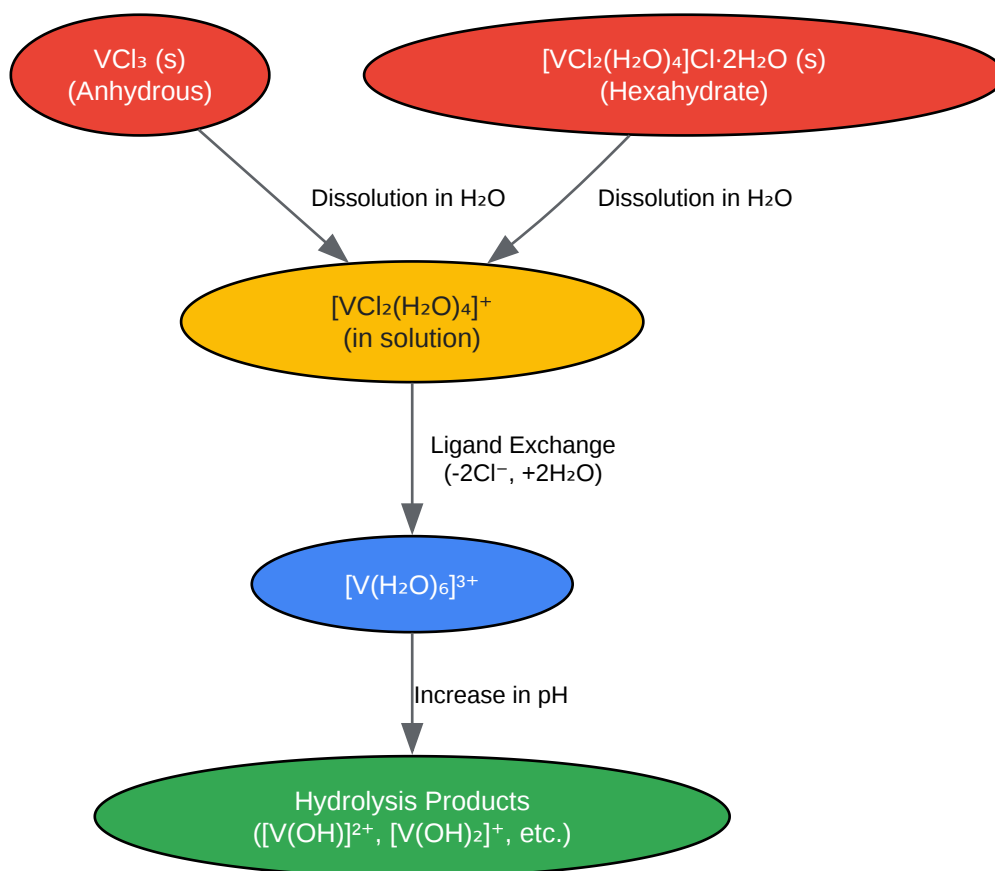 VCl₃ (s)
(Anhydrous)
[VCl₂(H₂O)₄]Cl·2H₂O (s)
(Hexahydrate)
Dissolution in H₂O
Dissolution in H₂O
[VCl₂(H₂O)₄]⁺
(in solution)
Ligand Exchange
(-2Cl⁻, +2H₂O)
[V(H₂O)₆]³⁺
Increase in pH
Hydrolysis Products
([V(OH)]²⁺, [V(OH)₂]⁺, etc.)